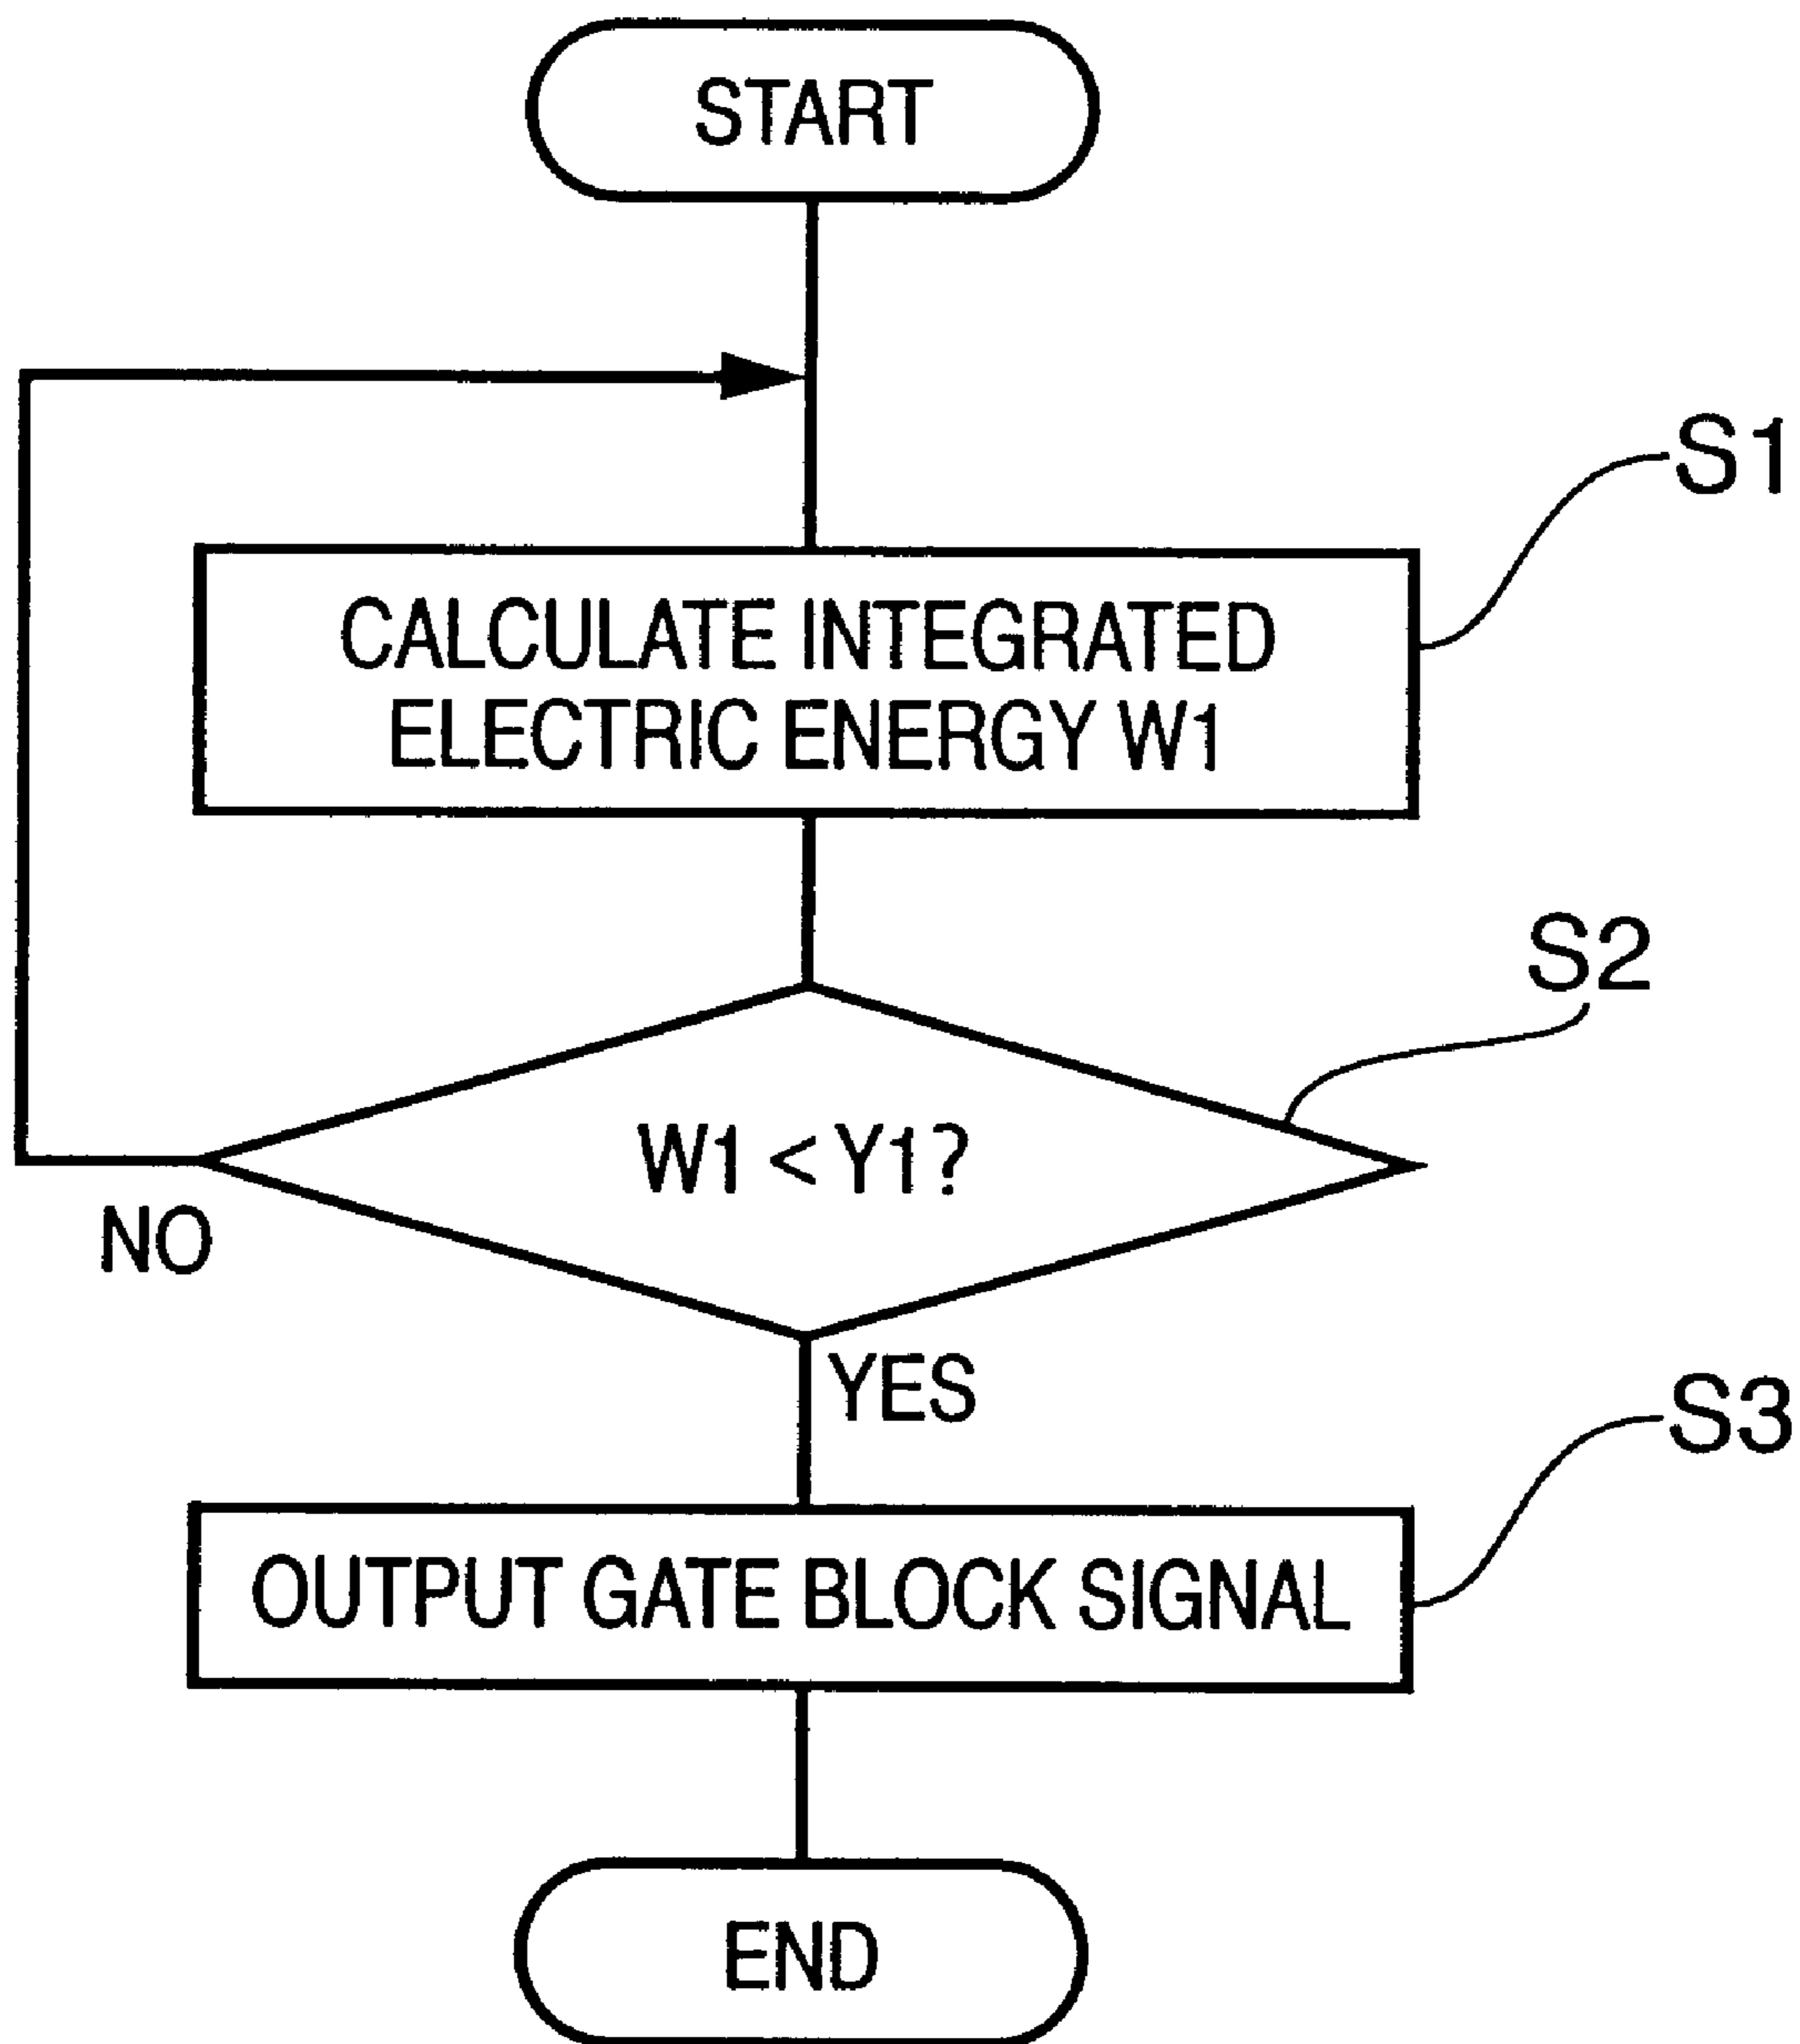 START
S1
CALCULATE INTEGRATED
ELECTRIC ENERGY W1
S2
W1 < Y1?
NO
YES
S3
OUTPUT GATE BLOCK SIGNAL
END